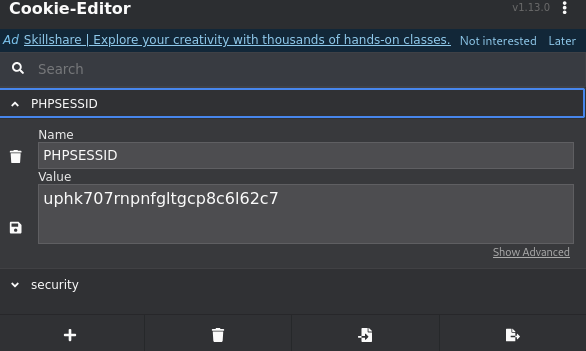 Cookie-Editor
v1.13.0
Ad Skillshare | Explore your creativity with thousands of hands-on classes. Not interested Later
Search
PHPSESSID
Name
PHPSESSID
Value
uphk707rnpnfgltgcp8c6l62c7
Show Advanced
security